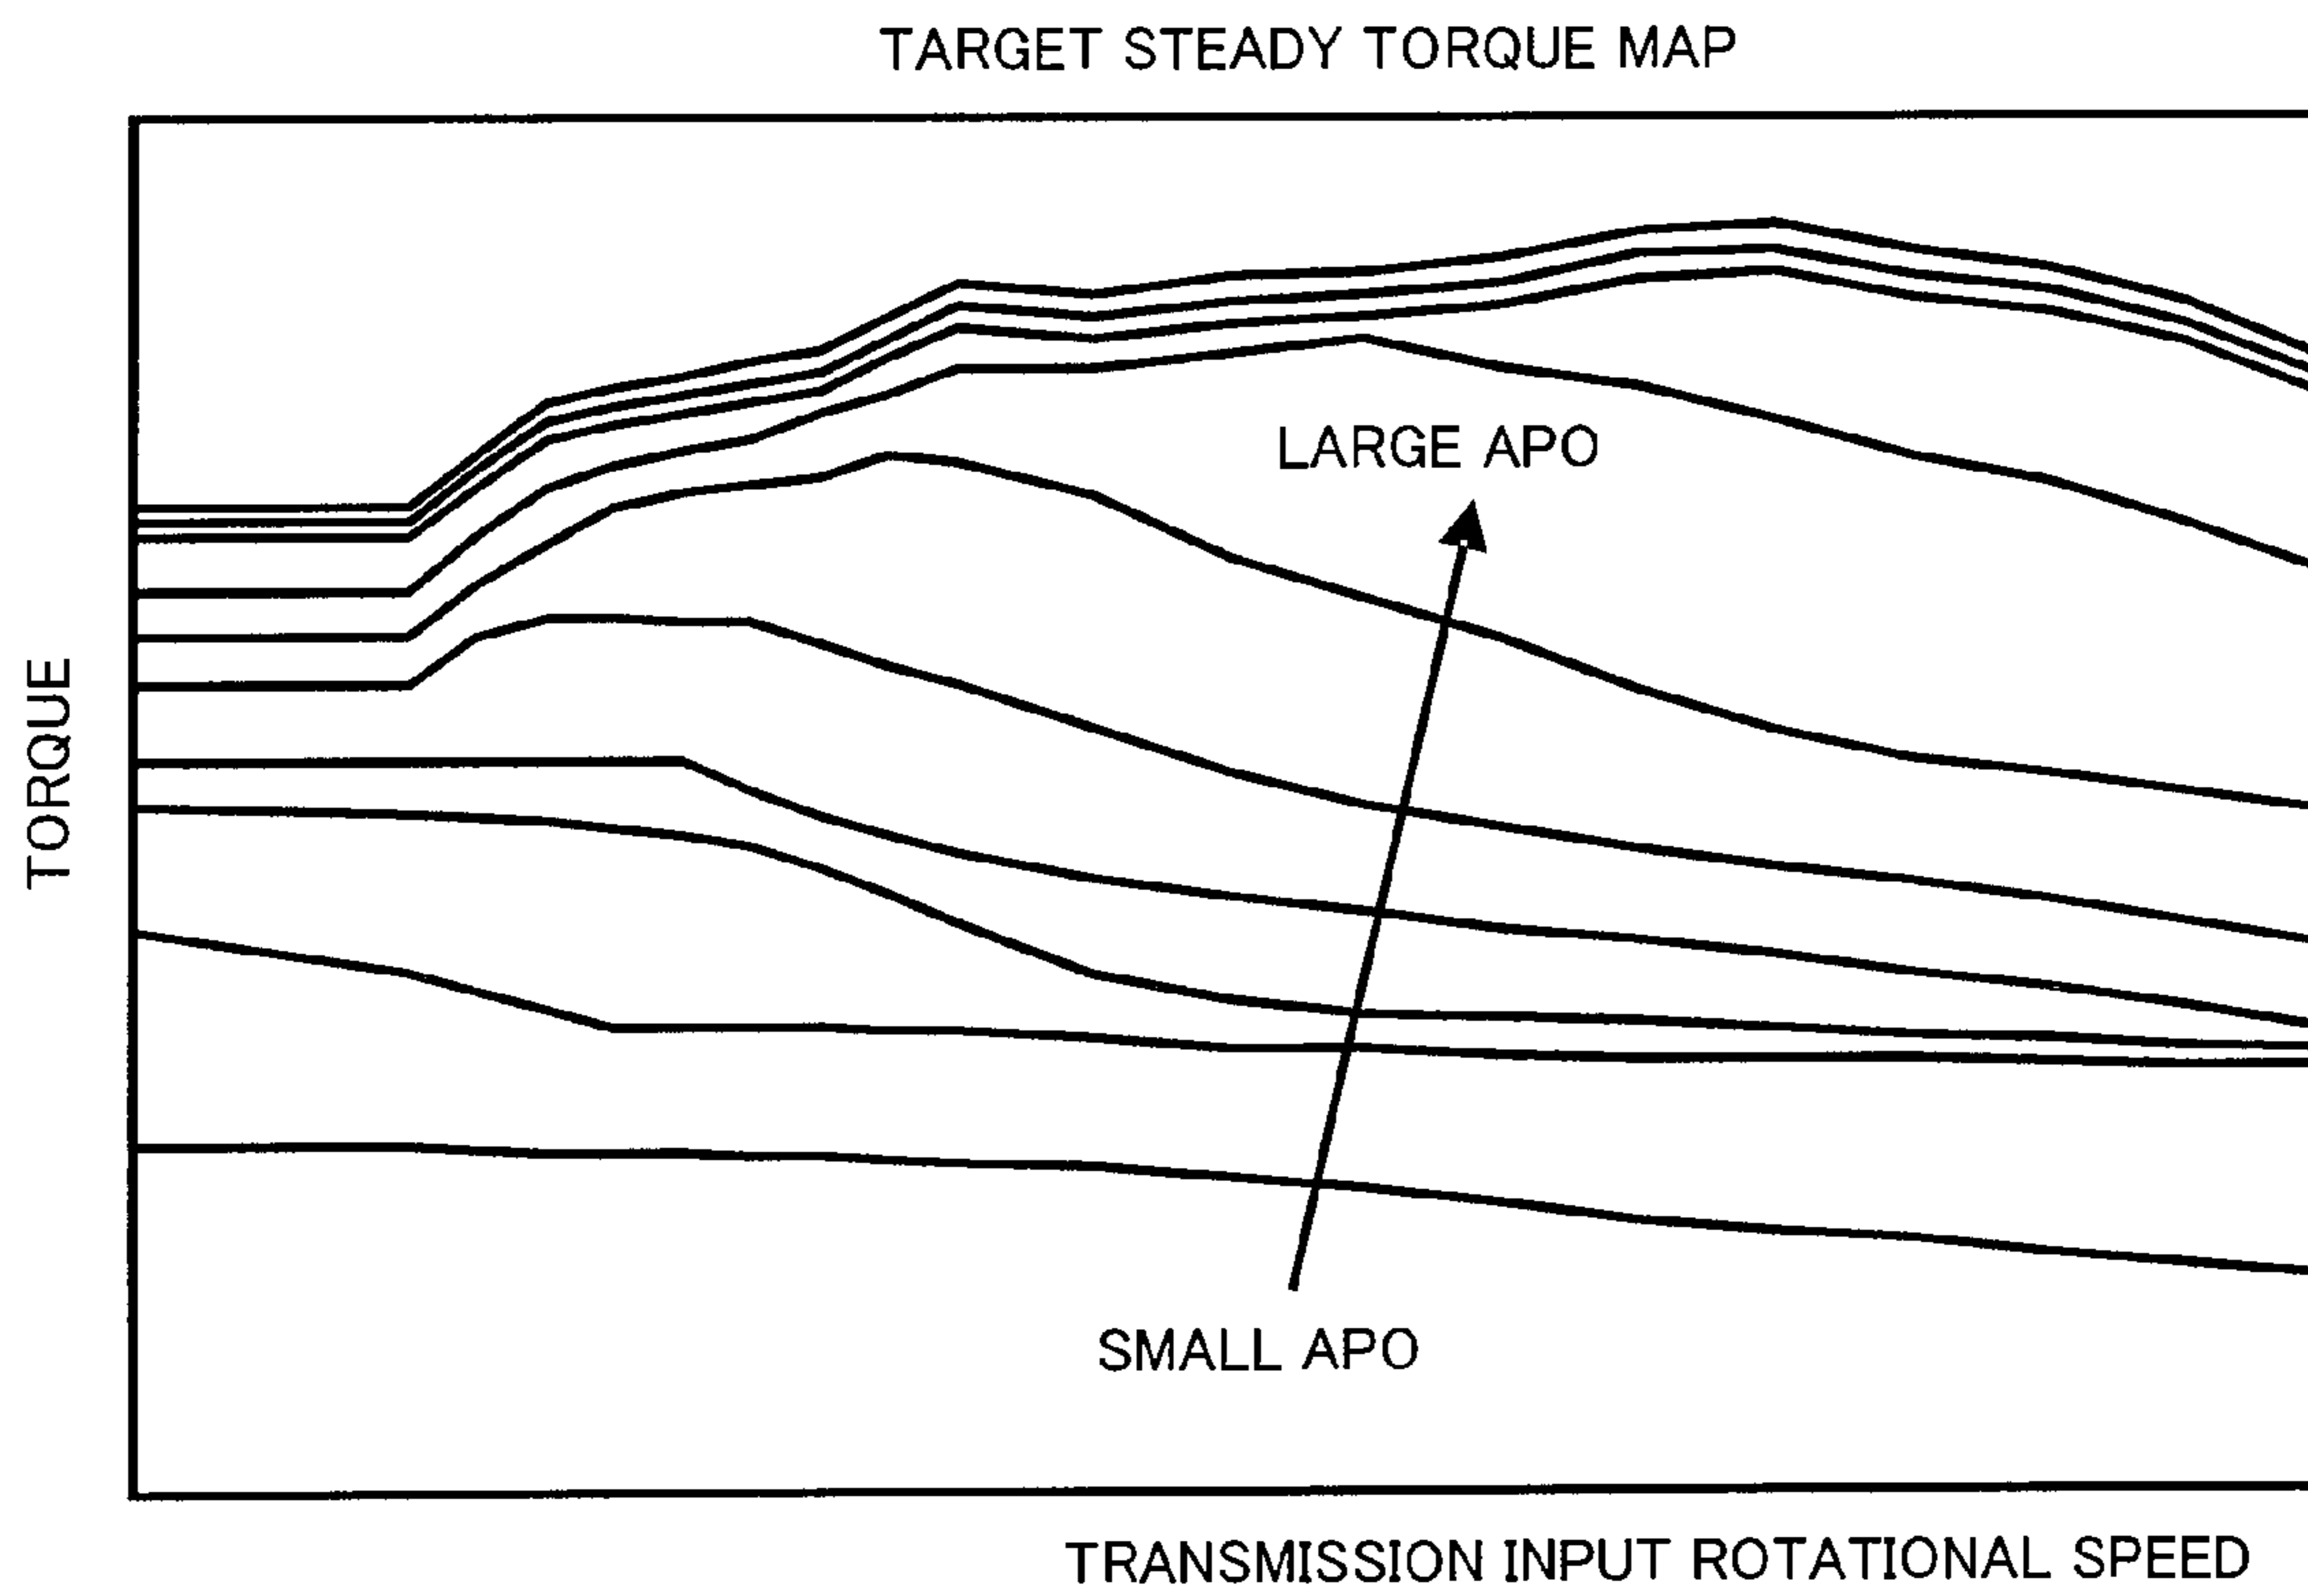 TARGET STEADY TORQUE MAP
LARGE APO
TORQUE
SMALL APO
TRANSMISSION INPUT ROTATIONAL SPEED